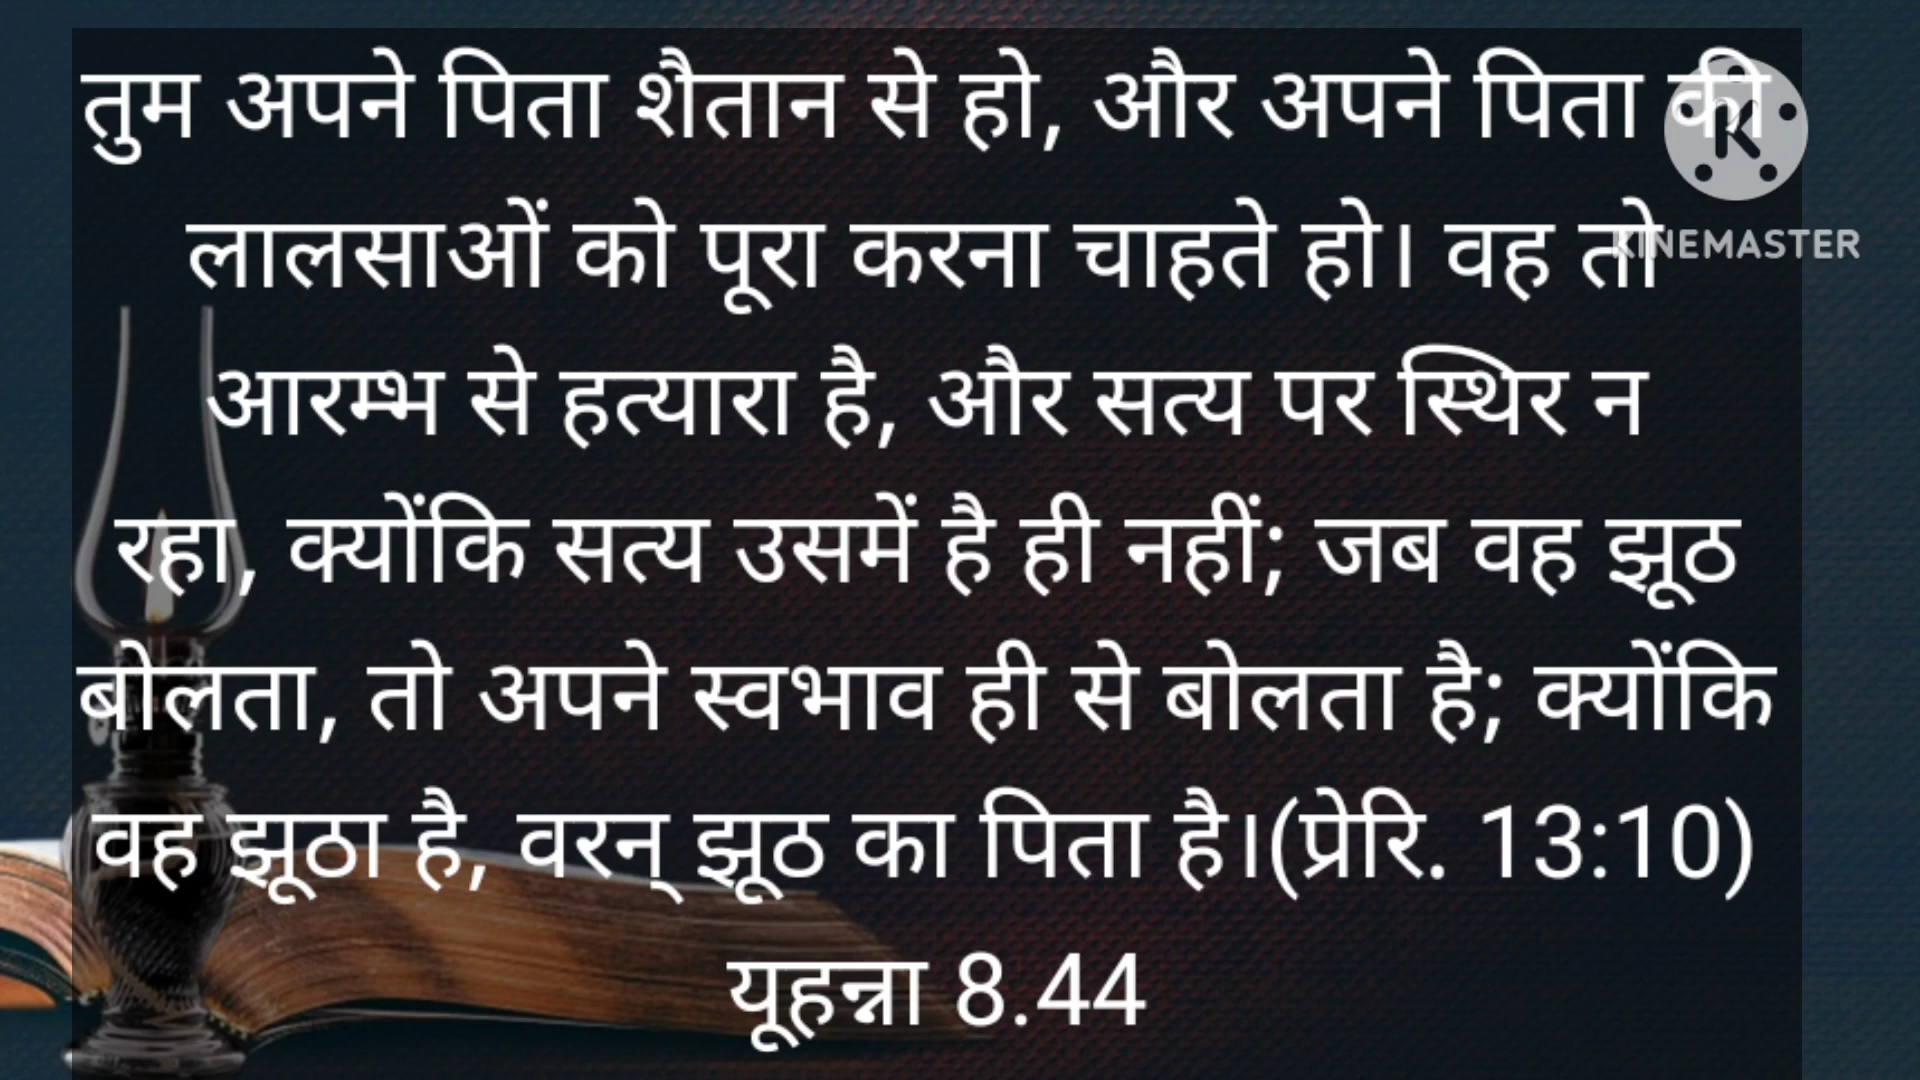 तुम अपने पिता शैतान से हो, और अपने पिता की
लालसाओं को पूरा करना चाहते हो। वह तो
KINEMASTER
आरम्भ से हत्यारा है, और सत्य पर स्थिर न
रहा, क्योंकि सत्य उसमें है ही नहीं; जब वह झूठ
बोलता, तो अपने स्वभाव ही से बोलता है; क्योंकि
वह झूठा है, वरन् झूठ का पिता है।(प्रेरि. 13:10)
यूहन्ना 8.44